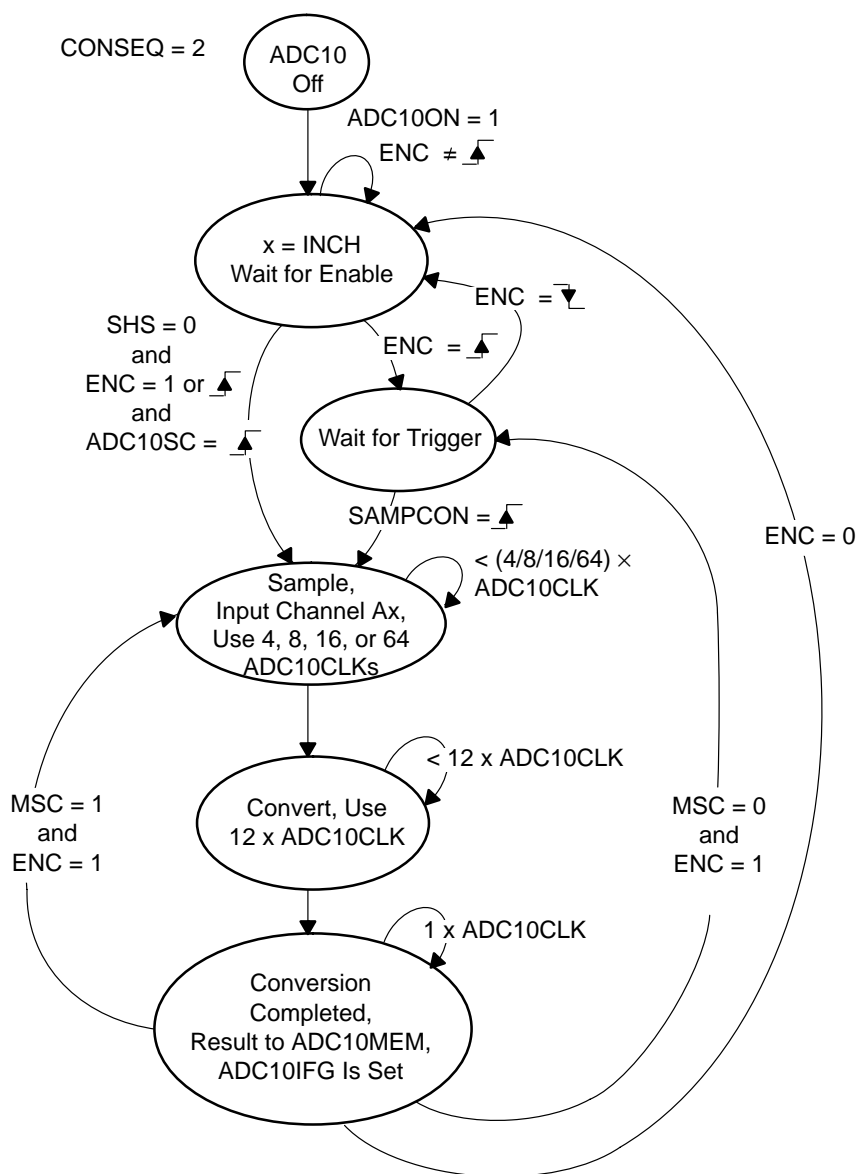 CONSEQ = 2
ADC10
Off
ADC10ON = 1
ENC ≠
x = INCH
Wait for Enable
ENC =
SHS = 0
and
ENC = 1 or
and
ADC10SC =
ENC =
Wait for Trigger
SAMPCON =
ENC = 0
< (4/8/16/64) ×
ADC10CLK
Sample,
Input Channel Ax,
Use 4, 8, 16, or 64
ADC10CLKs
< 12 x ADC10CLK
Convert, Use
12 x ADC10CLK
MSC = 1
and
ENC = 1
MSC = 0
and
ENC = 1
1 x ADC10CLK
Conversion
Completed,
Result to ADC10MEM,
ADC10IFG Is Set